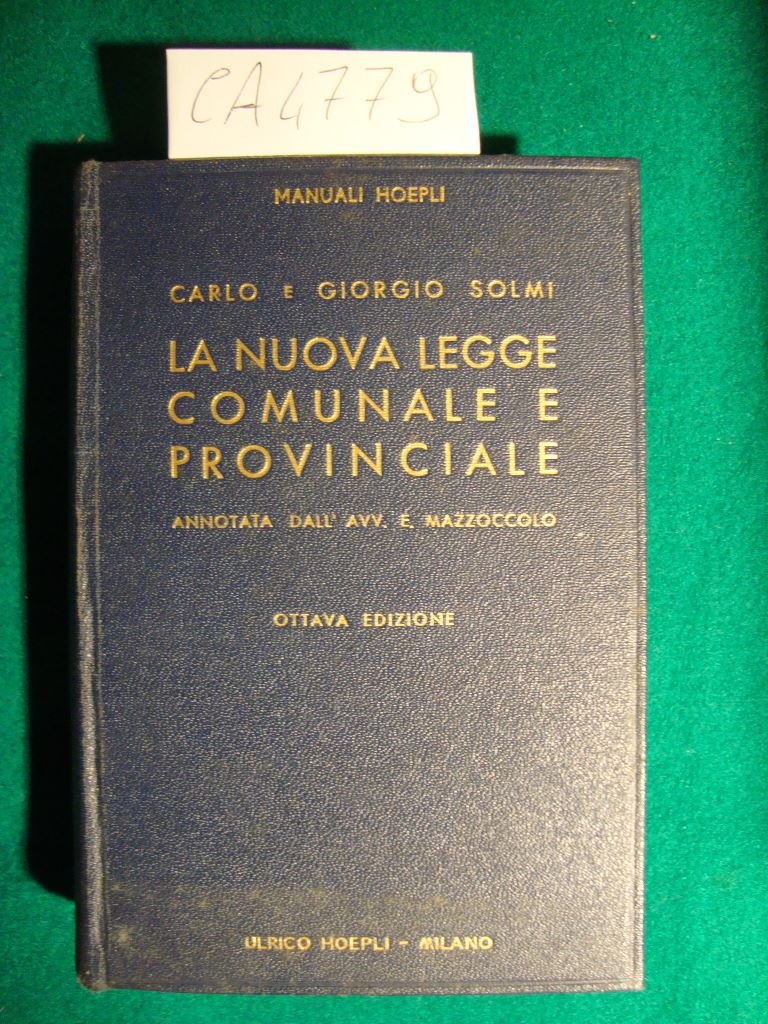 CA4779
MANUALI HOEPLI
CARLO E GIORGIO SOLMI
LA NUOVA LEGGE
COMUNALE E
PROVINCIALE
ANNOTATA DALL' AVV. E. MAZZOCCOLO
OTTAVA EDIZIONE
ULRICO HOEPLI - MILANO